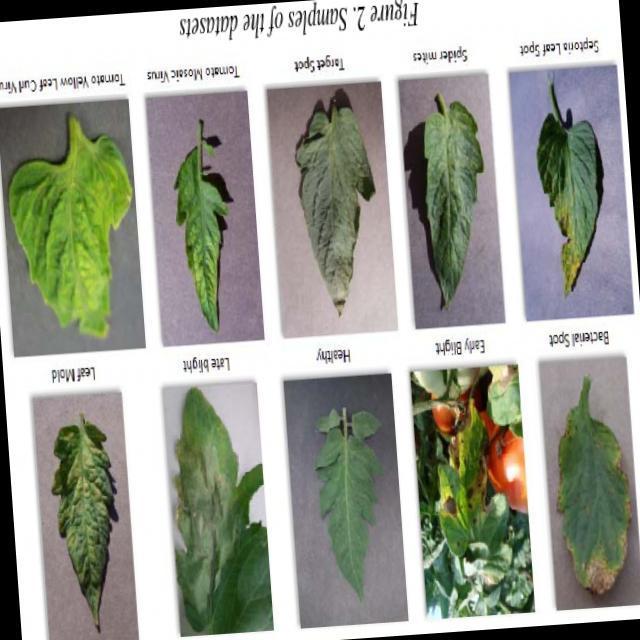 Bacterial Spot
Early Blight
Healthy
Late blight
Leaf Mold
Septoria Leaf Spot
Spider mites
Target Spot
Tomato Mosaic Virus
Tomato Yellow Leaf Curl Virus
Figure 2. Samples of the datasets